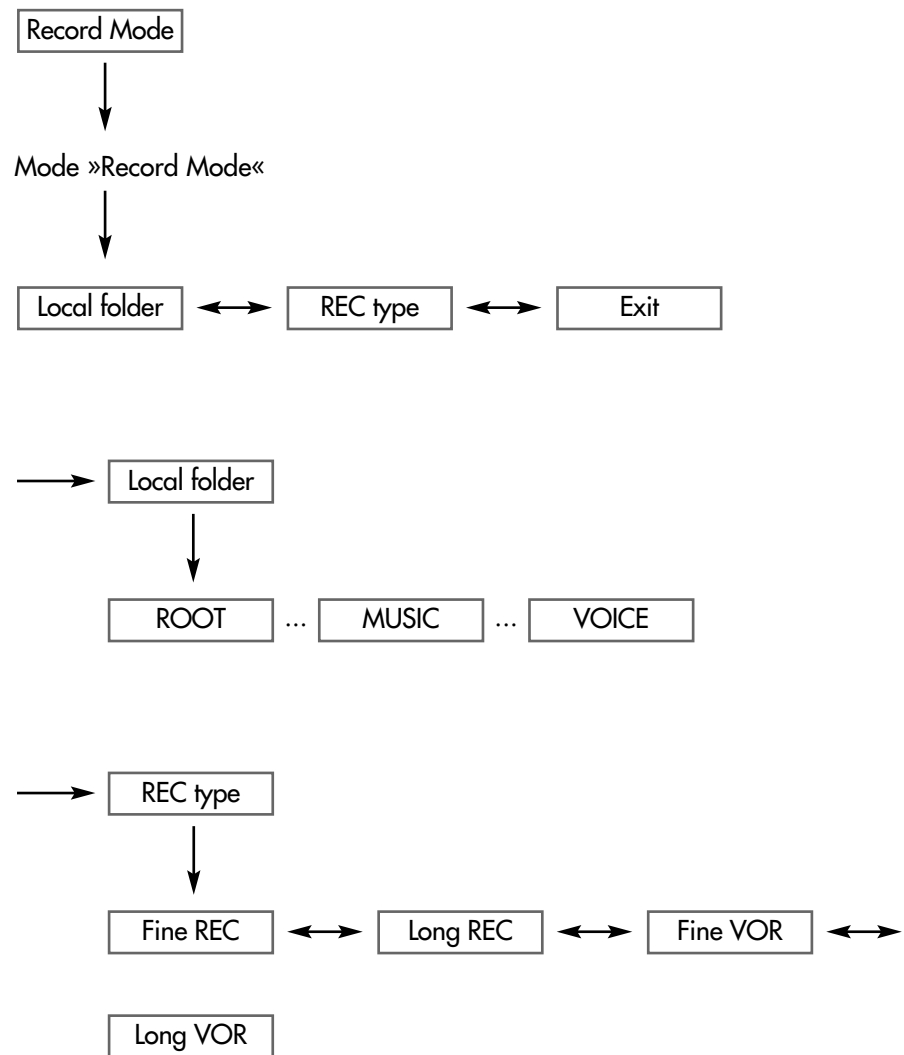 Record Mode
Mode »Record Mode«
Local folder REC type Exit
Local folder
ROOT ... MUSIC ... VOICE
REC type
Fine REC Long REC Fine VOR
Long VOR